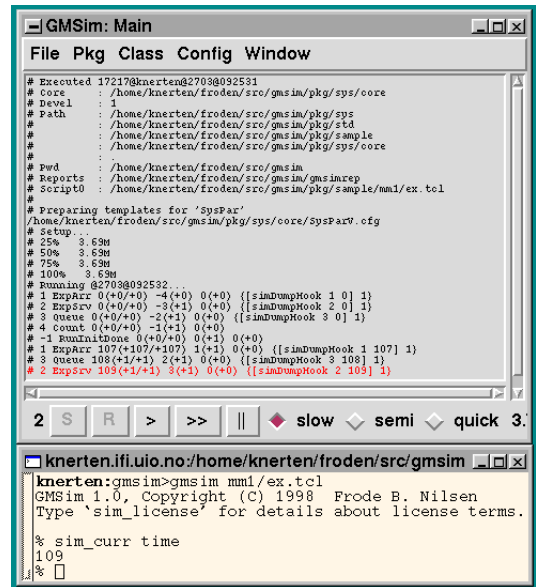 GMSim: Main
File Pkg Class Config Window
# Executed 17217@knerten@2703@092531
# Core : /home/knerten/froden/src/gmsim/pkg/sys/core
# Devel : 1
# Path : /home/knerten/froden/src/gmsim/pkg/sys
# : /home/knerten/froden/src/gmsim/pkg/std
# : /home/knerten/froden/src/gmsim/pkg/sample
# : /home/knerten/froden/src/gmsim/pkg/sys/core
# : .
# Pwd : /home/knerten/froden/src/gmsim
# Reports : /home/knerten/froden/src/gmsim/gmsimrep
# Script0 : /home/knerten/froden/src/gmsim/pkg/sample/mm1/ex.tcl
#
# Preparing templates for 'SysPar'
/home/knerten/froden/src/gmsim/pkg/sys/core/SysParV.cfg
# Setup...
# 25% 3.69M
# 50% 3.69M
# 75% 3.69M
# 100% 3.69M
# Running @2703@092532...
# 1 ExpArr 0(+0/+0) -4(+0) 0(+0) {[simDumpHook 1 0] 1}
# 2 ExpSrv 0(+0/+0) -3(+1) 0(+0) {[simDumpHook 2 0] 1}
# 3 Queue 0(+0/+0) -2(+1) 0(+0) {[simDumpHook 3 0] 1}
# 4 Count 0(+0/+0) -1(+1) 0(+0)
# -1 RunInitDone 0(+0/+0) 0(+1) 0(+0)
# 1 ExpArr 107(+107/+107) 1(+1) 0(+0) {[simDumpHook 1 107] 1}
# 3 Queue 108(+1/+1) 2(+1) 0(+0) {[simDumpHook 3 108] 1}
# 2 ExpSrv 109(+1/+1) 3(+1) 0(+0) {[simDumpHook 2 109] 1}
2 S R > >> || slow semi quick 3.
knerten.ifi.uio.no:/home/knerten/froden/src/gmsim
knerten:gmsim>gmsim mm1/ex.tcl
GMSim 1.0, Copyright (C) 1998 Frode B. Nilsen
Type `sim_license' for details about license terms.
% sim_curr time
109
%